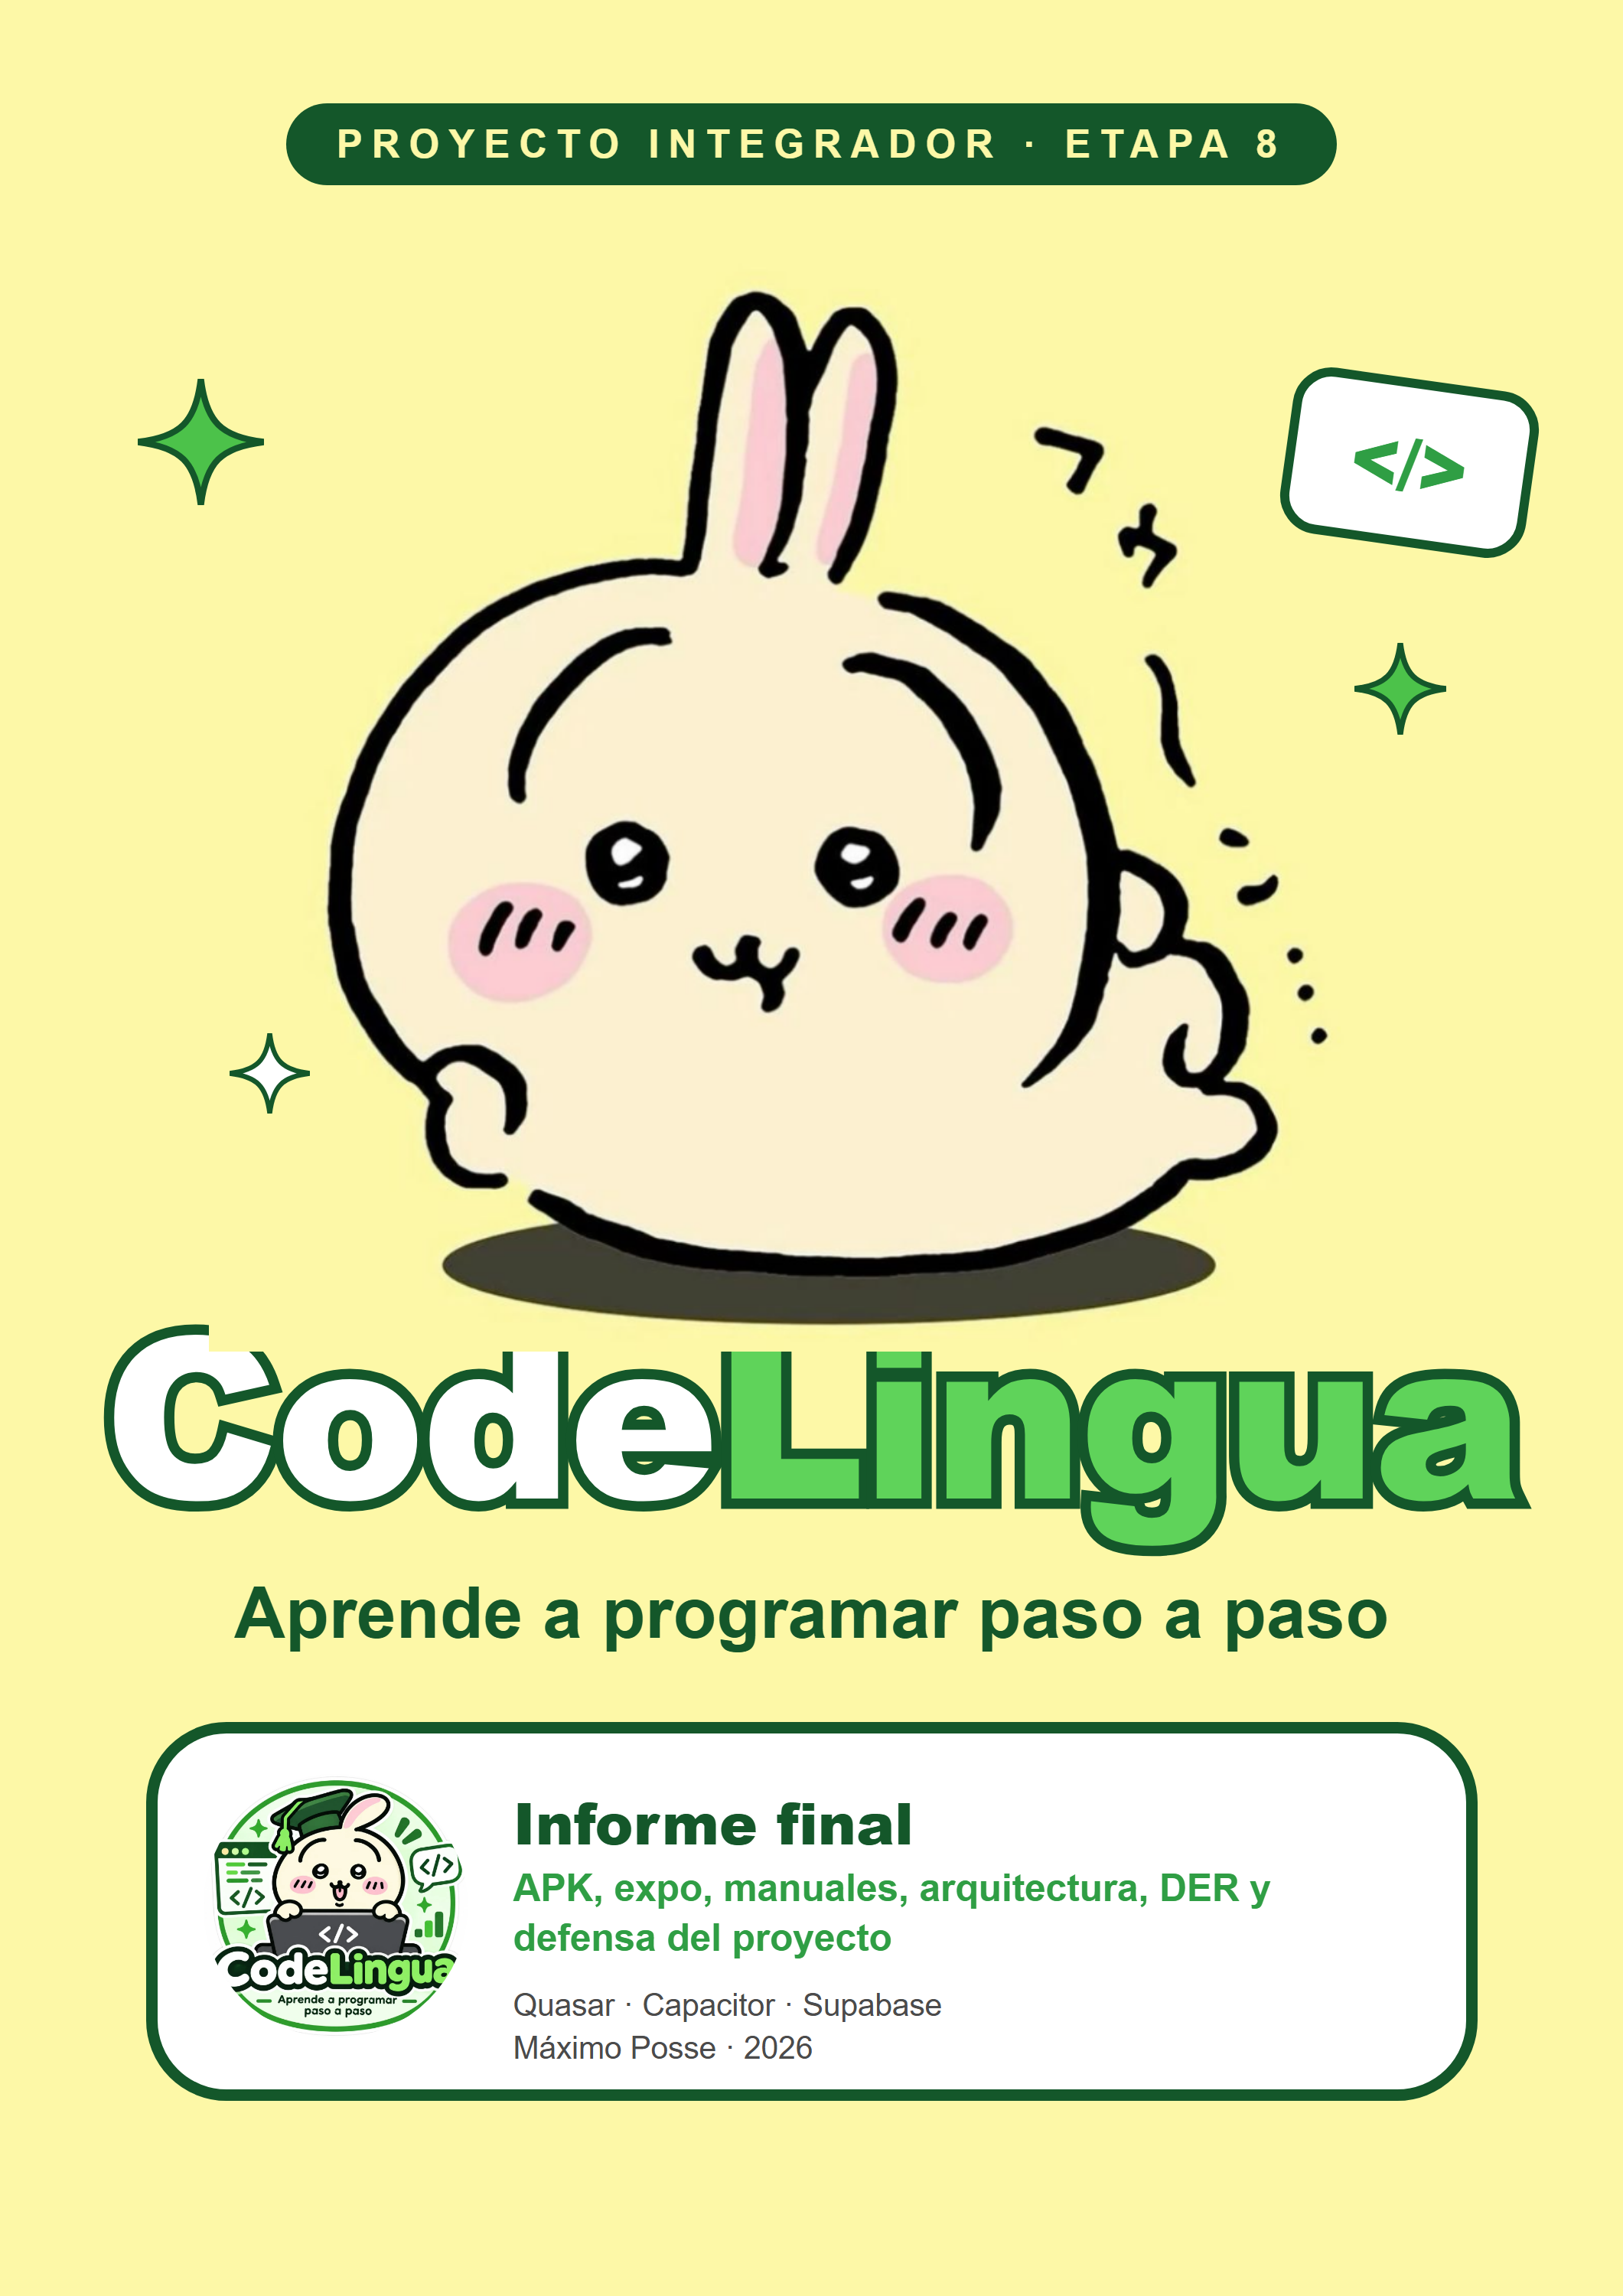 PROYECTO INTEGRADOR · ETAPA 8
</>
CodeLingua
Aprende a programar paso a paso
Informe final
APK, expo, manuales, arquitectura, DER y
defensa del proyecto
Quasar · Capacitor · Supabase
Máximo Posse · 2026
</>
</>
</>
CodeLingua
Aprende a programar
paso a paso